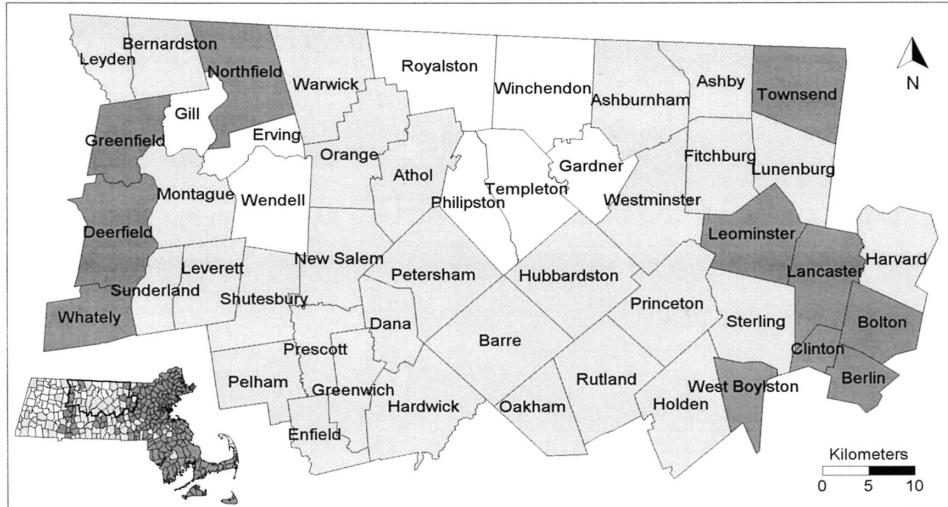 Leyden
Bernardston
Northfield
Warwick
Royalston
Winchendon
Ashburnham
Ashby
Townsend
N
Greenfield
Gill
Erving
Orange
Athol
Philipston
Templeton
Gardner
Westminster
Fitchburg
Lunenburg
Deerfield
Montague
Wendell
New Salem
Petersham
Hubbardston
Leominster
Lancaster
Harvard
Whately
Sunderland
Leverett
Shutesbury
Dana
Barre
Princeton
Sterling
Clinton
Bolton
Berlin
Prescott
Pelham
Greenwich
Enfield
Hardwick
Oakham
Rutland
Holden
West Boylston
Kilometers
0 5 10